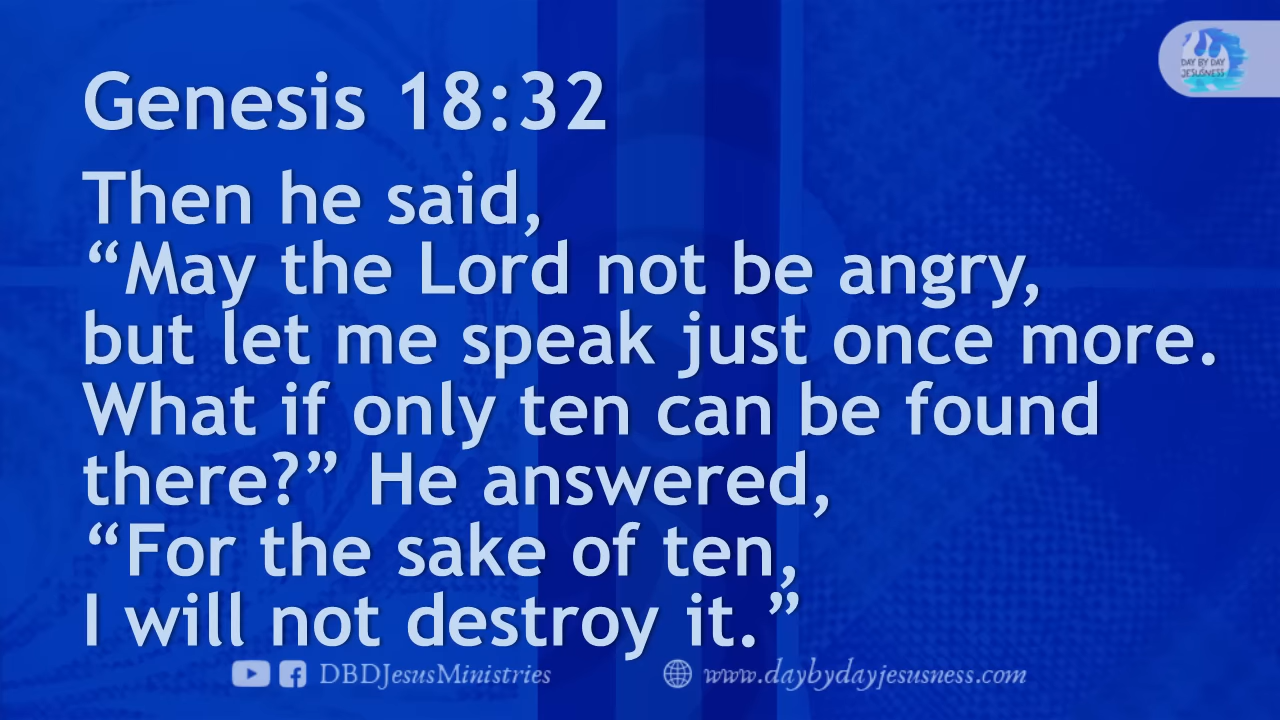 DAY BY DAY
JESUSNESS
Genesis 18:32
Then he said,
“May the Lord not be angry,
but let me speak just once more.
What if only ten can be found
there?” He answered,
“For the sake of ten,
I will not destroy it.”
DBDJesusMinistries
www.daybydayjesusness.com